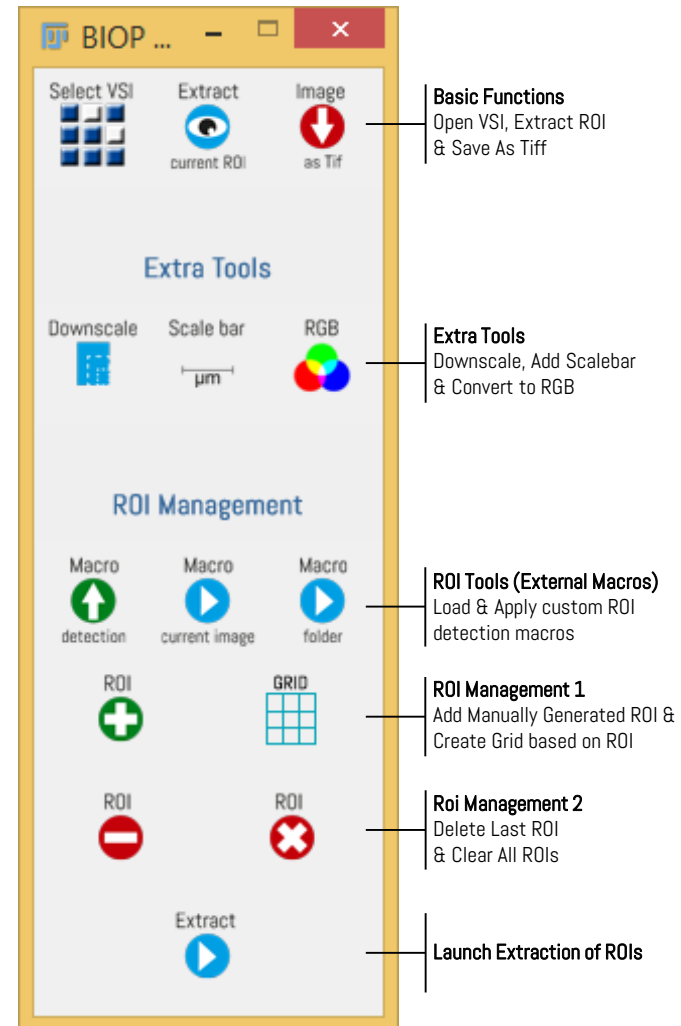 BIOP ...
Select VSI
Extract
current ROI
Image
as Tif
Basic Functions
Open VSI, Extract ROI
& Save As Tiff
Extra Tools
Downscale
Scale bar
µm
RGB
Extra Tools
Downscale, Add Scalebar
& Convert to RGB
ROI Management
Macro
detection
Macro
current image
Macro
folder
ROI Tools (External Macros)
Load & Apply custom ROI
detection macros
ROI
GRID
ROI Management 1
Add Manually Generated ROI &
Create Grid based on ROI
ROI
ROI
Roi Management 2
Delete Last ROI
& Clear All ROIs
Extract
Launch Extraction of ROIs